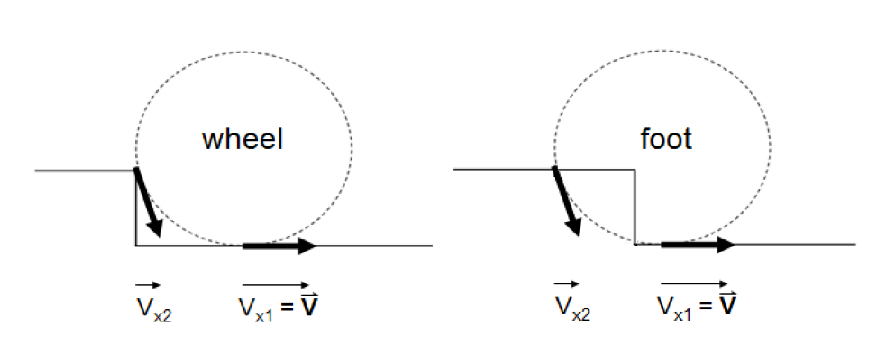 wheel
foot
Vx2
Vx1 = V
Vx2
Vx1 = V